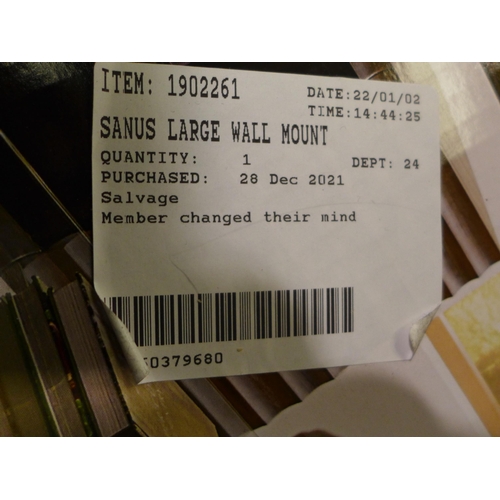 ITEM: 1902261
DATE:22/01/02
TIME:14:44:25
SANUS LARGE WALL MOUNT
QUANTITY: 1 DEPT: 24
PURCHASED: 28 Dec 2021
Salvage
Member changed their mind
50379680